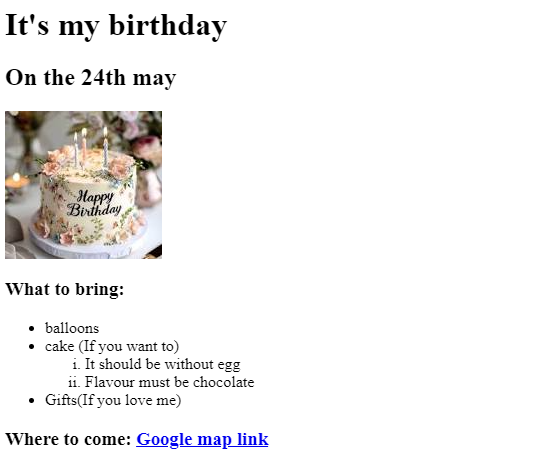 It's my birthday
On the 24th may
Happy
Birthday
What to bring:
• balloons
• cake (If you want to)
i. It should be without egg
ii. Flavour must be chocolate
• Gifts(If you love me)
Where to come: Google map link